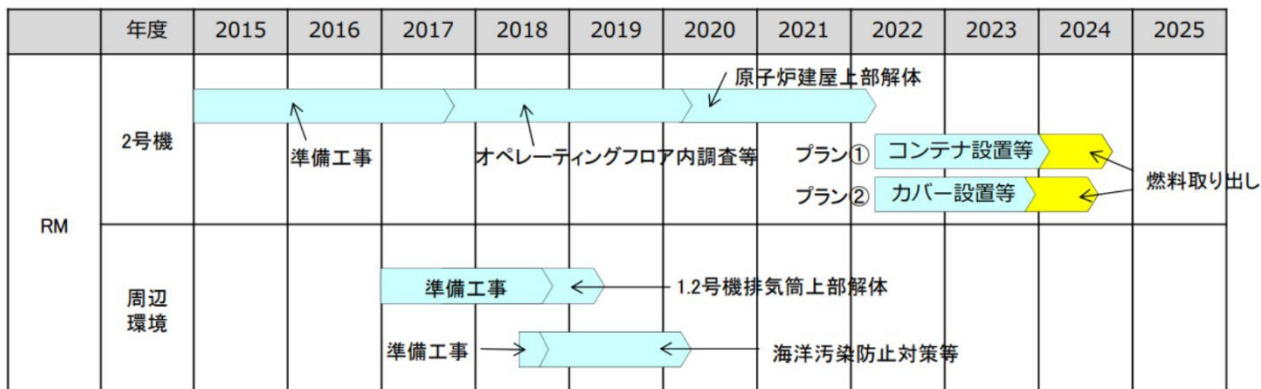 年度 2015 2016 2017 2018 2019 2020 2021 2022 2023 2024 2025
RM
2号機
原子炉建屋上部解体
準備工事
オペレーティングフロア内調査等
プラン① コンテナ設置等
プラン② カバー設置等
燃料取り出し
周辺
環境
準備工事
1.2号機排気筒上部解体
準備工事
海洋汚染防止対策等